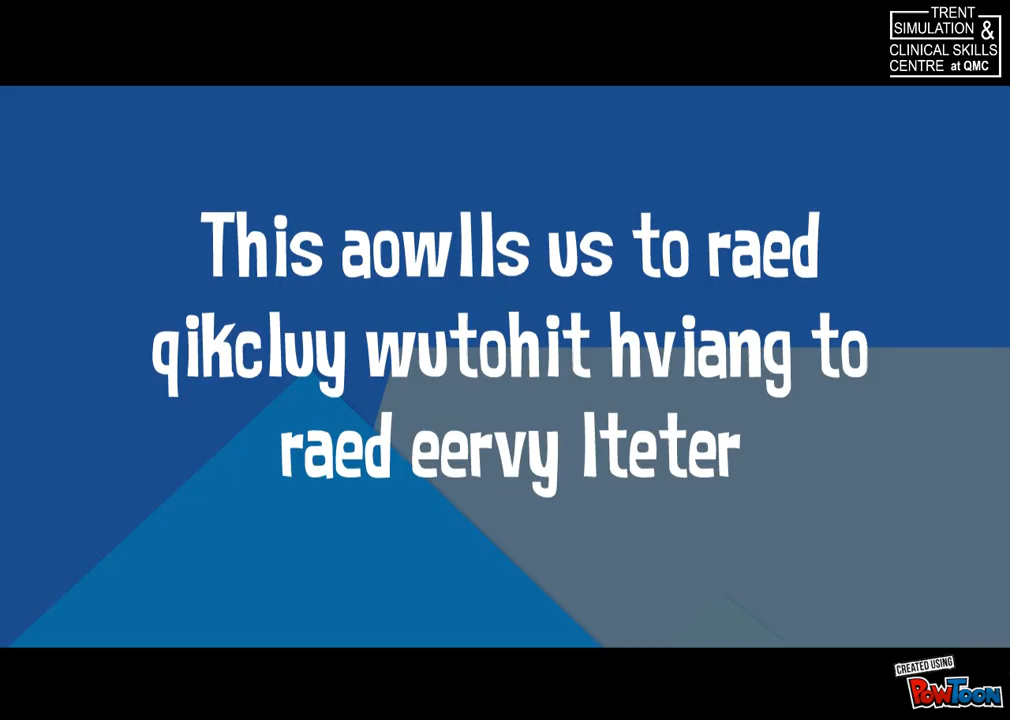 TRENT
SIMULATION &
CLINICAL SKILLS
CENTRE at QMC
This aowlls us to raed
qikcluy wutohit hviang to
raed eervy lteter
CREATED USING
POWTOON